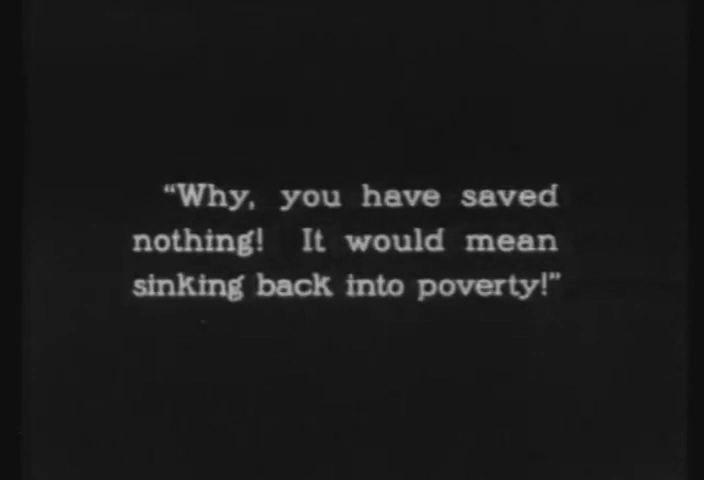 “Why, you have saved
nothing! It would mean
sinking back into poverty!”